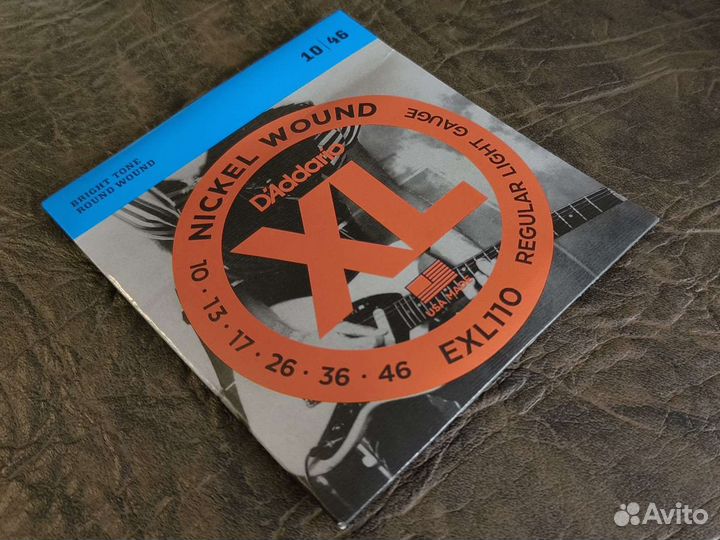 10|46
BRIGHT TONE
ROUND WOUND
NICKEL WOUND
D'Addario
XL
USA MADE
10 · 13 · 17 · 26 · 36 · 46
EXL110
REGULAR LIGHT GAUGE
Avito